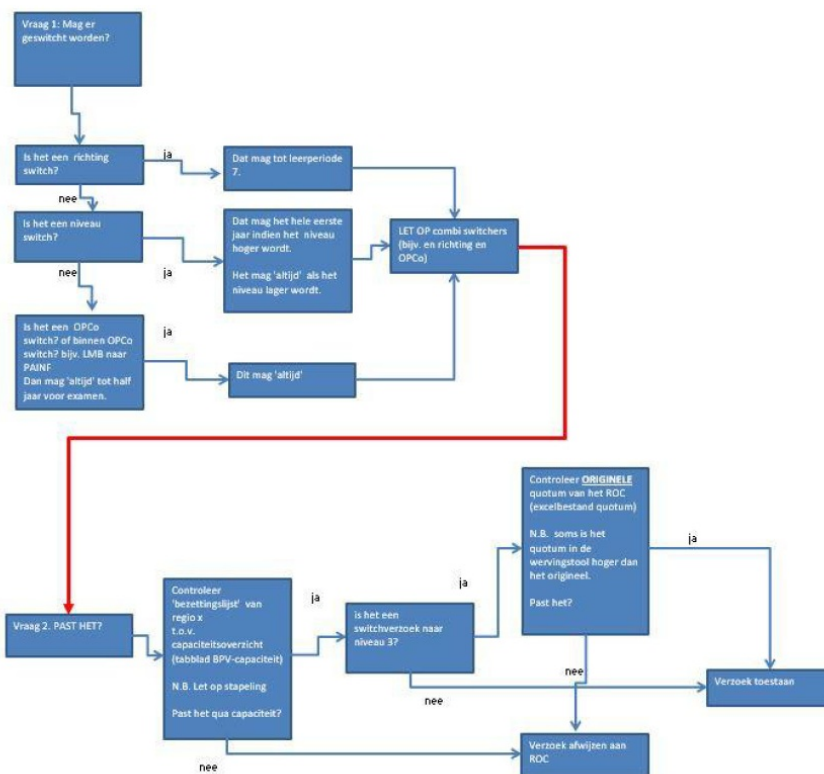 Vraag 1: Mag er
geswitcht worden?
Is het een richting
switch?
ja
Dat mag tot leerperiode
7.
nee
Is het een niveau
switch?
ja
Dat mag het hele eerste
jaar indien het niveau
hoger wordt.
Het mag 'altijd' als het
niveau lager wordt.
LET OP combi switchers
(bijv. en richting en
OPCo)
nee
Is het een OPCo
switch? of binnen OPCo
switch? bijv. LMB naar
PAINF
Dan mag 'altijd' tot half
jaar voor examen.
ja
Dit mag 'altijd'
Vraag 2. PAST HET?
Controleer
'bezettingslijst' van
regio x
t.o.v.
capaciteitsoverzicht
(tabblad BPV-capaciteit)
N.B. Let op stapeling
Past het qua capaciteit?
ja
nee
is het een
switchverzoek naar
niveau 3?
ja
nee
Controleer ORIGINELE
quotum van het ROC
(excelbestand quotum)
N.B. soms is het
quotum in de
wervingstool hoger dan
het origineel.
Past het?
ja
nee
Verzoek toestaan
Verzoek afwijzen aan
ROC